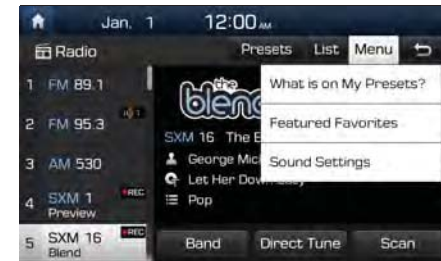 Jan. 1 12:00 AM
Radio Presets List Menu
1 FM 89.1
2 FM 95.3
3 AM 530
4 SXM 1 REC
Preview
5 SXM 16 REC
Blend
the
blend
SXM 16 The
George Mic
Let Her Down Easy
Pop
What is on My Presets?
Featured Favorites
Sound Settings
Band Direct Tune Scan